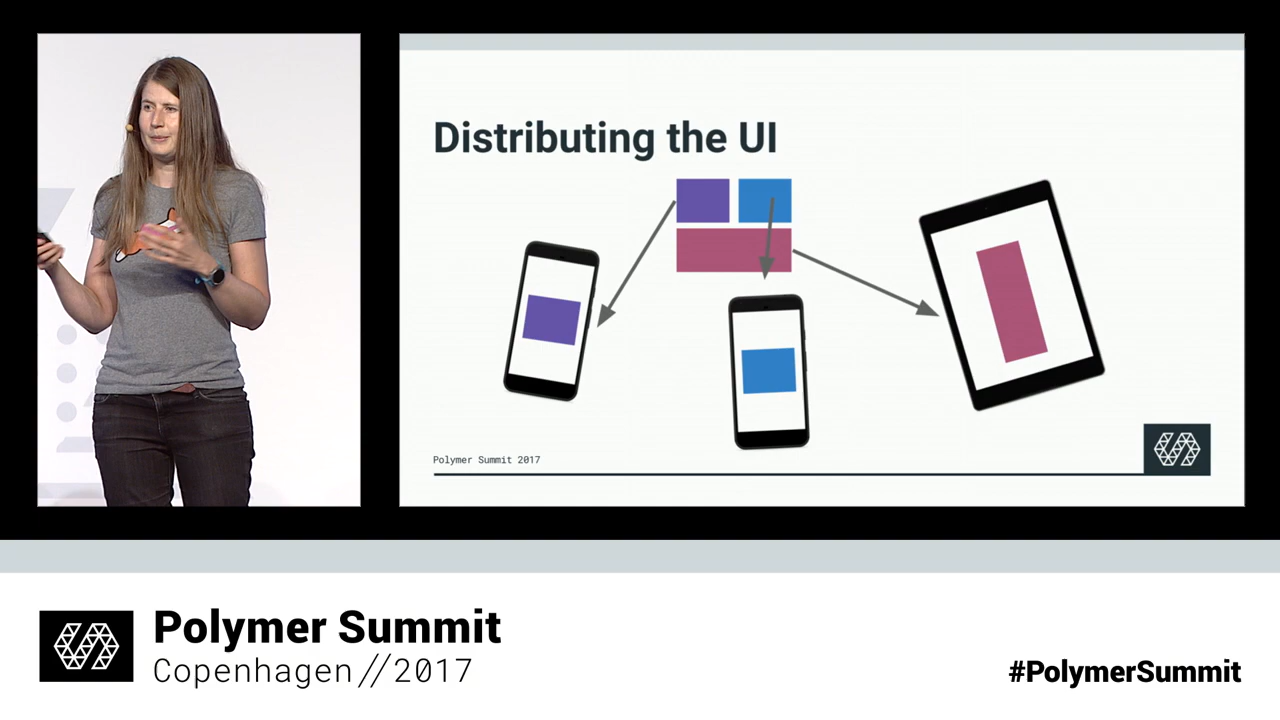 Distributing the UI
Polymer Summit 2017
Polymer Summit
Copenhagen//2017
#PolymerSummit